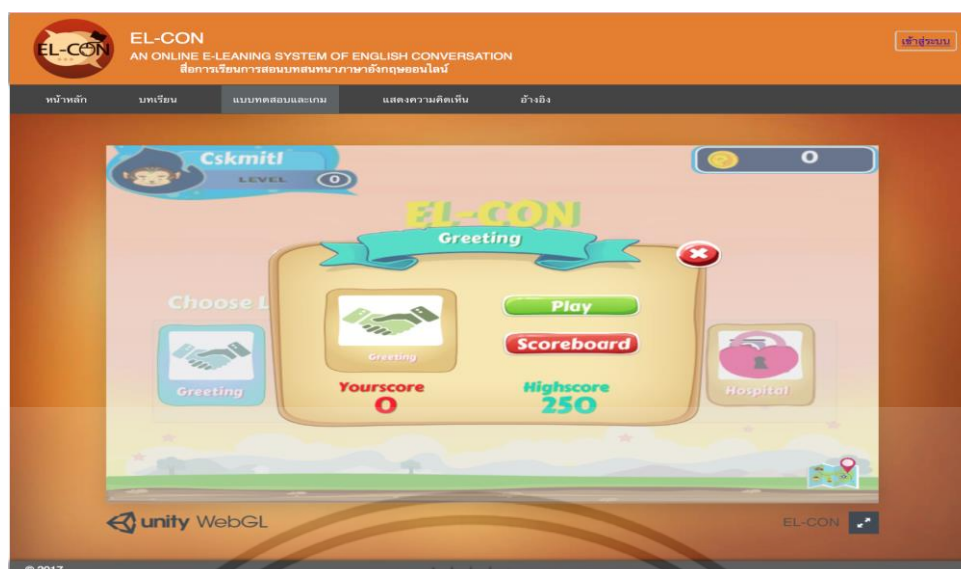 EL-CON
EL-CON
AN ONLINE E-LEANING SYSTEM OF ENGLISH CONVERSATION
สื่อการเรียนการสอนบทสนทนาภาษาอังกฤษออนไลน์
เข้าสู่ระบบ
หน้าหลัก บทเรียน แบบทดสอบและเกม แสดงความคิดเห็น อ้างอิง
Cskmitl
LEVEL 0
0
EL-CON
Greeting
Choose L
Play
Scoreboard
Greeting
Greeting
Hospital
Yourscore Highscore
0 250
unity WebGL
EL-CON
© 2017